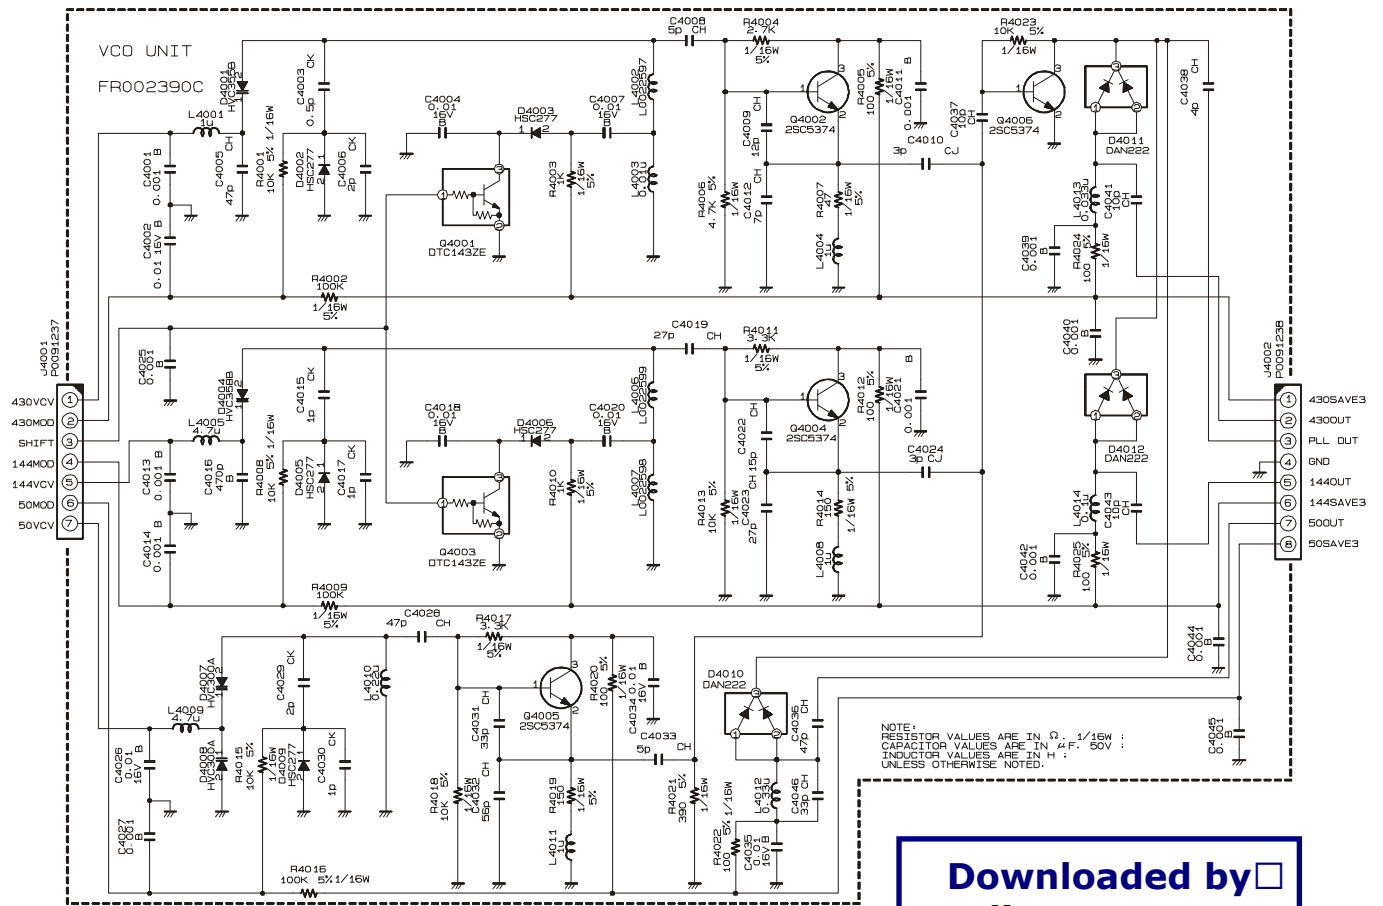 VCO UNIT
FR002390C
D4001
HVC355B
L4001
1u
C4001
0.001 B
C4002
0.01 16V B
C4005 CH
47p
R4001
10K 5% 1/16W
C4003 CK
0.5p
D4002
HSC277
C4006 CK
2p
C4004
0.01
16V
B
D4003
HSC277
C4007
0.01
16V
B
Q4001
DTC143ZE
R4003
1K
1/16W
5%
L4002
L0022597
L4003
0.01u
R4002
100K
1/16W
5%
C4008
5p CH
R4004
2.7K
1/16W
5%
Q4002
2SC5374
C4009 CH
12p
C4012 CH
7p
R4006 5%
4.7K 1/16W
R4007
47
1/16W
5%
L4004
1u
R4005 5%
100 1/16W
C4011 B
0.001
C4010
3p CJ
C4037 CH
10p
R4023
10K 5%
1/16W
Q4006
2SC5374
D4011
DAN222
C4038 CH
4p
L4013
0.033u
C4041
10p
CH
C4039
0.001
B
R4024
100 5%
1/16W
C4040
0.001
B
J4001
P0091237
1 430VCV
2 430MOD
3 SHIFT
4 144MOD
5 144VCV
6 50MOD
7 50VCV
C4025
0.001
B
D4004
L4005
4.7u
C4013
0.001 B
C4014
0.001 B
C4016
470p
B
R4008
10K 5% 1/16W
C4015 CK
1p
D4005
HSC277
C4017 CK
1p
C4018
0.01
16V
B
D4006
HSC277
C4020
0.01
16V
B
Q4003
DTC143ZE
R4010
1K
1/16W
5%
L4006
L0022599
L4007
L0022598
R4009
100K
1/16W
5%
C4019
27p CH
R4011
3.3K
1/16W
5%
Q4004
2SC5374
C4022 CH
15p
C4023 CH
27p
R4013 5%
10K 1/16W
R4014
150
1/16W
5%
L4008
1u
R4012 5%
100 1/16W
C4021 B
0.001
C4024
3p CJ
D4012
DAN222
L4014
0.1u
C4043
10p
CH
C4042
0.001
B
R4025
100 5%
1/16W
C4044
0.001
B
C4045
0.001
B
J4002
P0091238
1 430SAVE3
2 430OUT
3 PLL OUT
4 GND
5 144OUT
6 144SAVE3
7 50OUT
8 50SAVE3
D4007
HVC300A
L4009
4.7u
D4008
HVC300A
C4026
0.01
16V B
C4027
0.001
B
R4015
10K 5%
1/16W
C4029 CK
2p
D4009
HSC277
C4030 CK
1p
L4010
0.22u
C4028
47p CH
R4017
3.3K
1/16W
5%
Q4005
2SC5374
C4031 CH
33p
C4032 CH
56p
R4018
10K 5%
1/16W
R4019
150
1/16W
5%
L4011
1u
R4020
100 5%
1/16W
C4034
0.01
16V B
C4033
5p CH
R4021
390 5%
1/16W
D4010
DAN222
C4036 CH
47p
L4012
0.33u
C4046
33p CH
R4022
100 5% 1/16W
C4035
0.01
16V B
R4016
100K 5% 1/16W
NOTE:
RESISTOR VALUES ARE IN Ω, 1/16W ;
CAPACITOR VALUES ARE IN μF, 50V ;
INDUCTOR VALUES ARE IN H ;
UNLESS OTHERWISE NOTED.
Downloaded by□